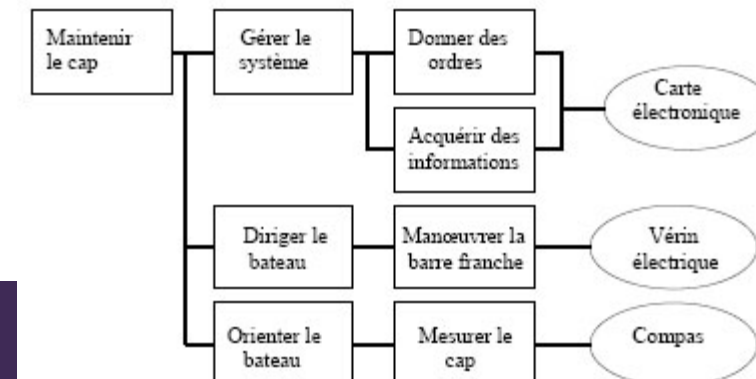 Maintenir
le cap
Gérer le
système
Donner des
ordres
Acquérir des
informations
Carte
électronique
Diriger le
bateau
Manœuvrer la
barre franche
Vérin
électrique
Orienter le
bateau
Mesurer le
cap
Compas